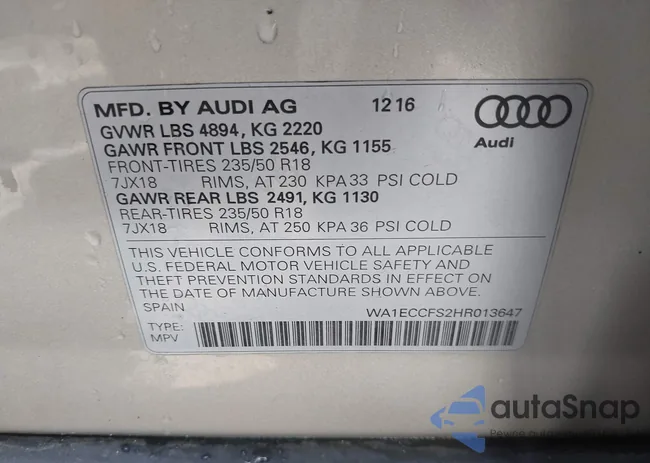 MFD. BY AUDI AG 12 16
GVWR LBS 4894, KG 2220
GAWR FRONT LBS 2546, KG 1155
FRONT-TIRES 235/50 R18
7JX18 RIMS, AT 230 KPA 33 PSI COLD
GAWR REAR LBS 2491, KG 1130
REAR-TIRES 235/50 R18
7JX18 RIMS, AT 250 KPA 36 PSI COLD
Audi
THIS VEHICLE CONFORMS TO ALL APPLICABLE
U.S. FEDERAL MOTOR VEHICLE SAFETY AND
THEFT PREVENTION STANDARDS IN EFFECT ON
THE DATE OF MANUFACTURE SHOWN ABOVE.
SPAIN WA1ECCFS2HR013647
TYPE:
MPV
autaSnap
Pewne auta z USA